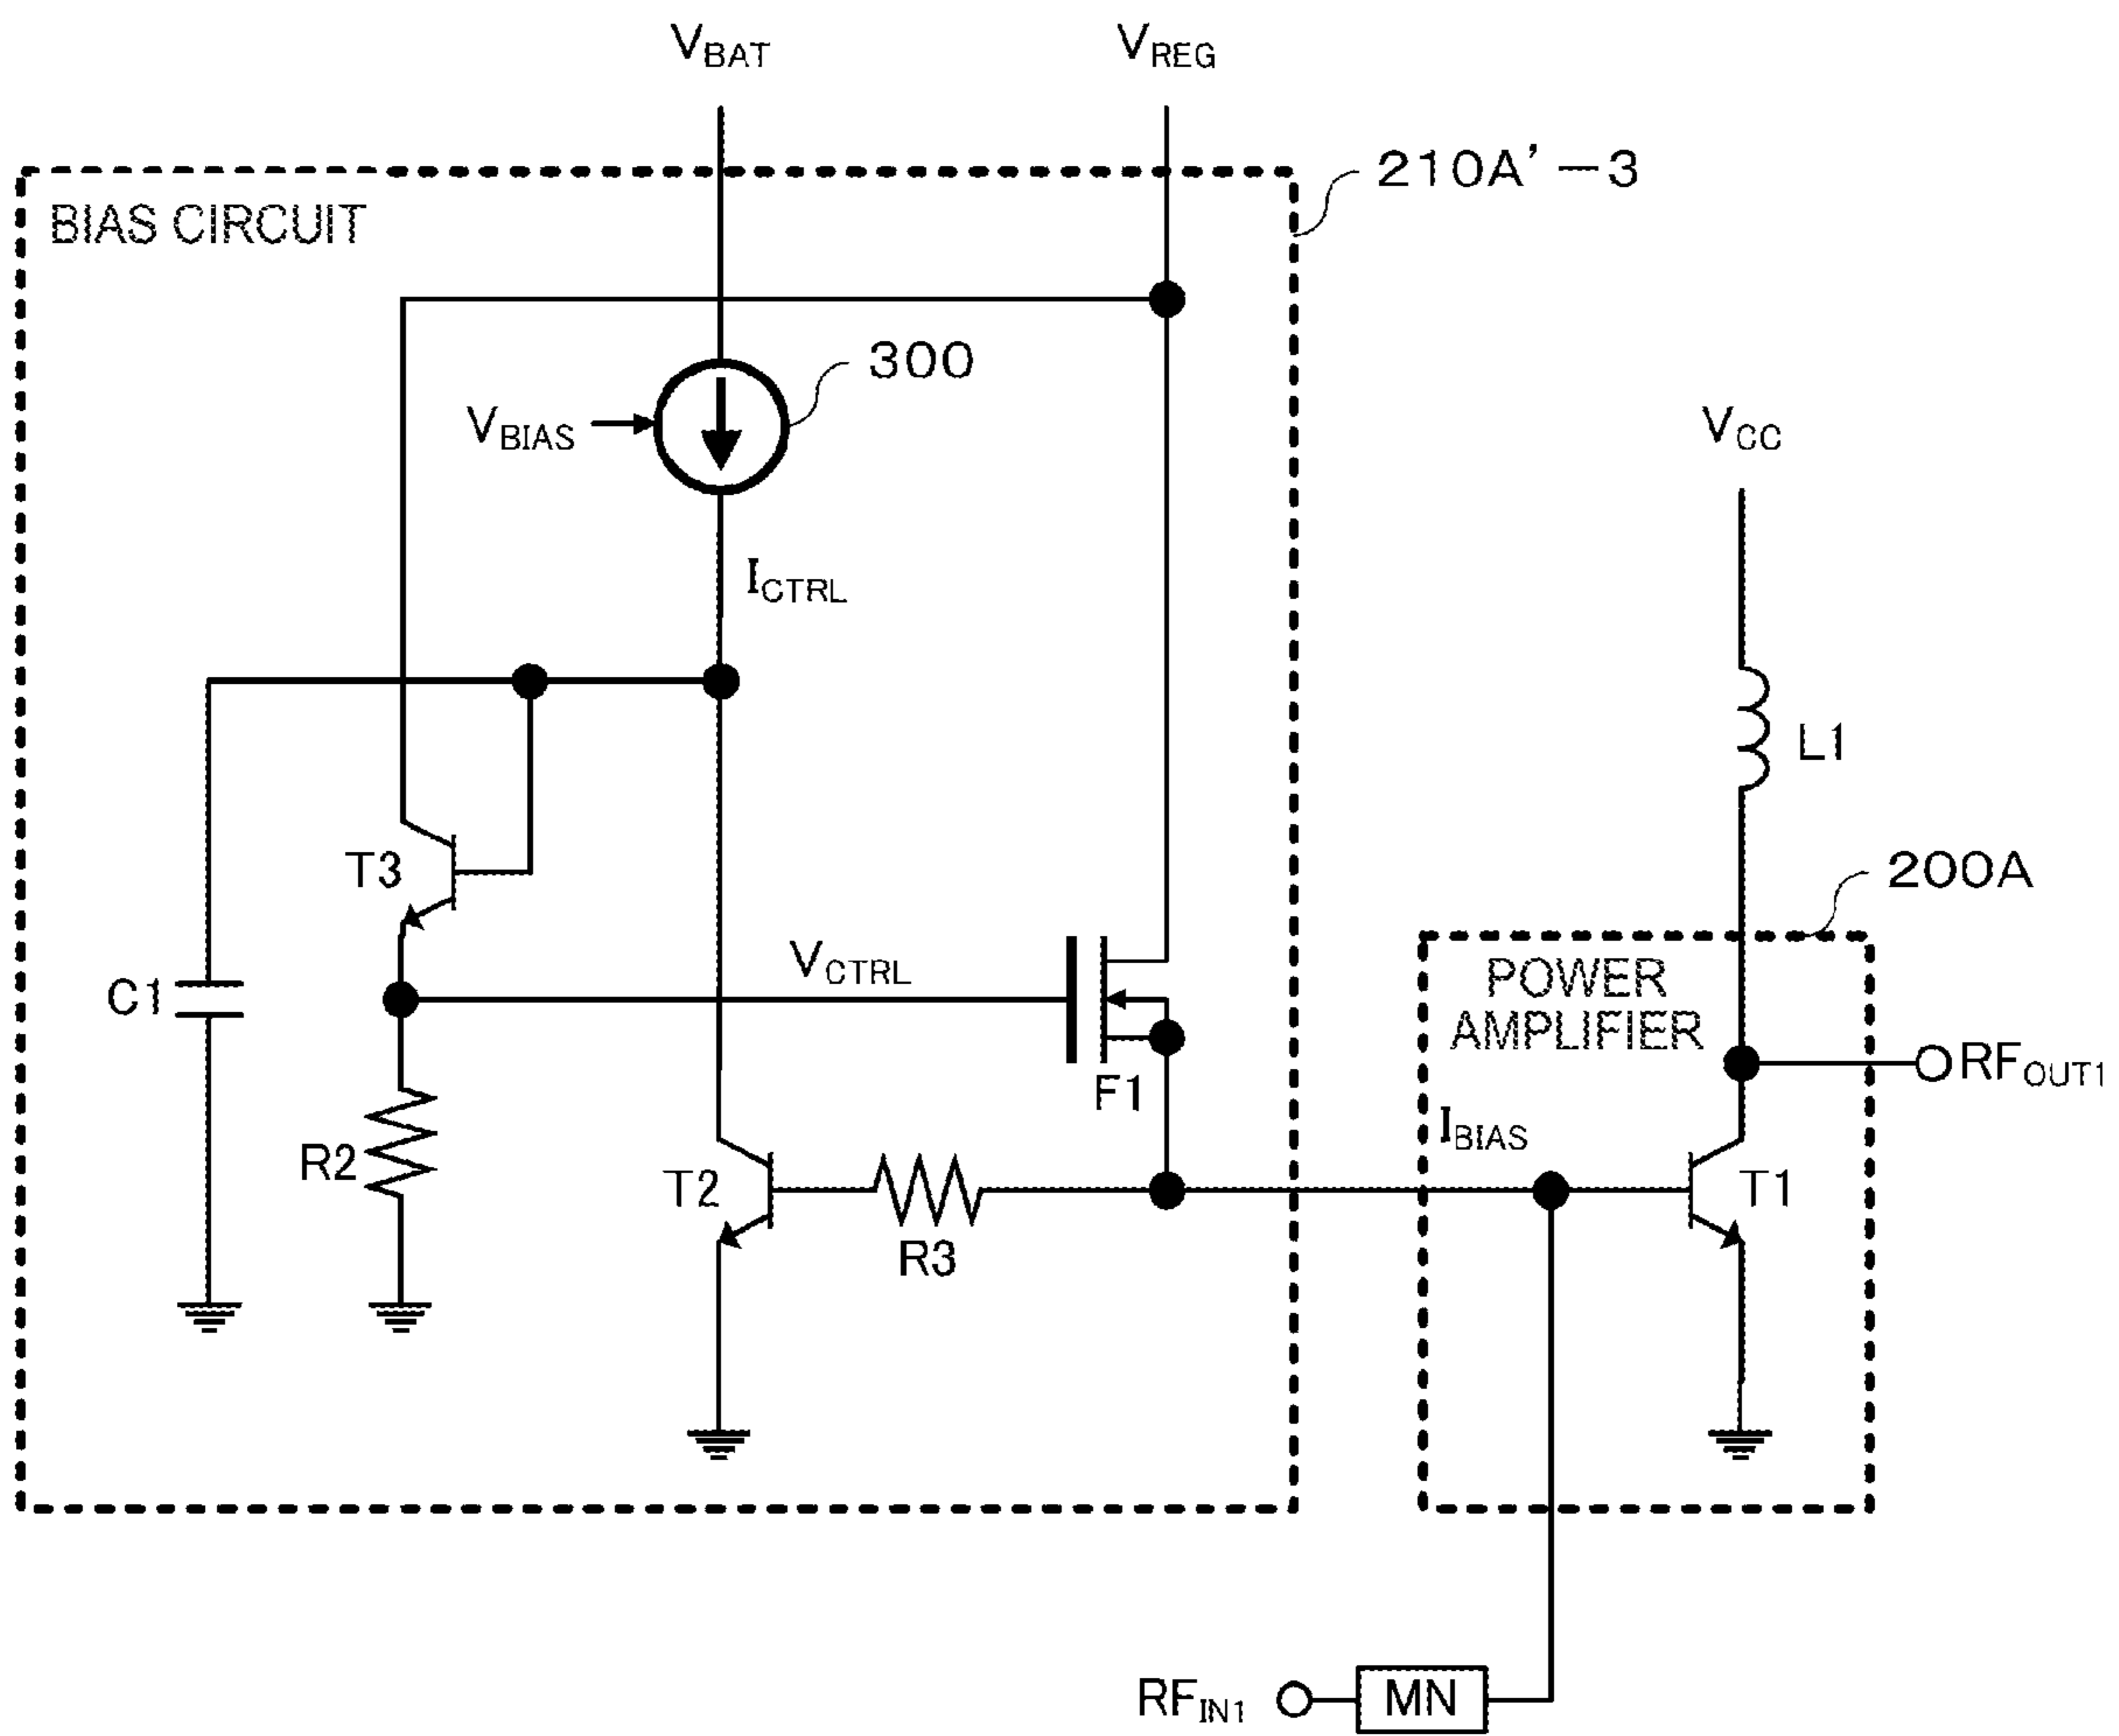 VBAT
VREG
210A'-3
BIAS CIRCUIT
300
VBIAS
VCC
ICTRL
L1
T3
200A
VCTRL
POWER
AMPLIFIER
C1
F1
RFOUT1
IBIAS
R2
T2
T1
R3
RFIN1
MN